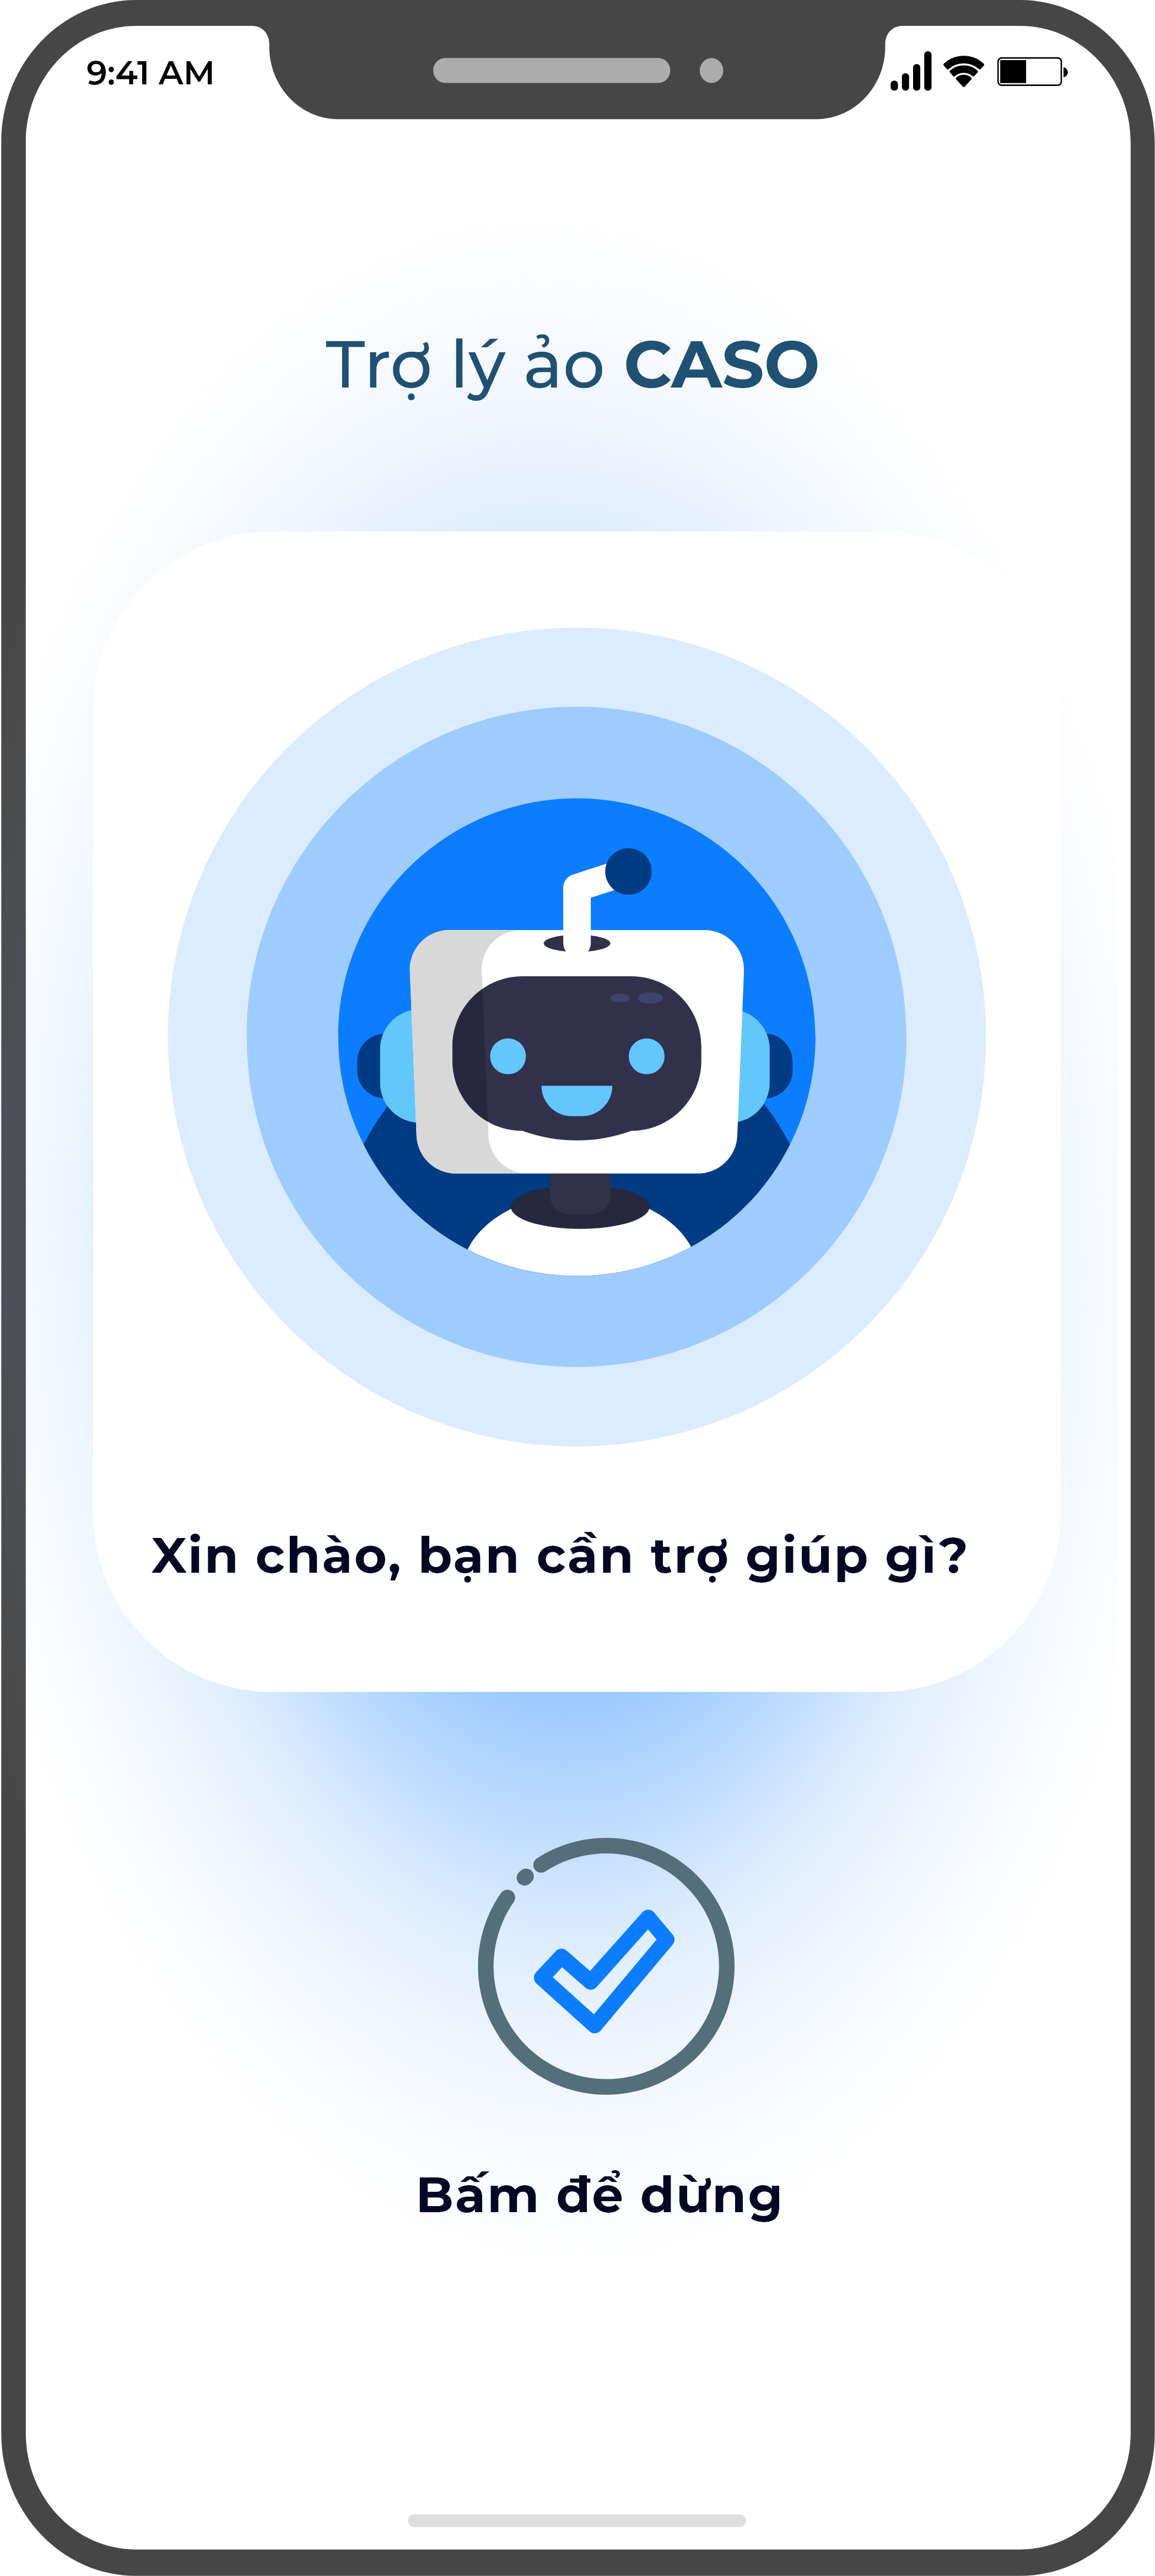 9:41 AM
Trợ lý ảo CASO
Xin chào, bạn cần trợ giúp gì?
Bấm để dừng